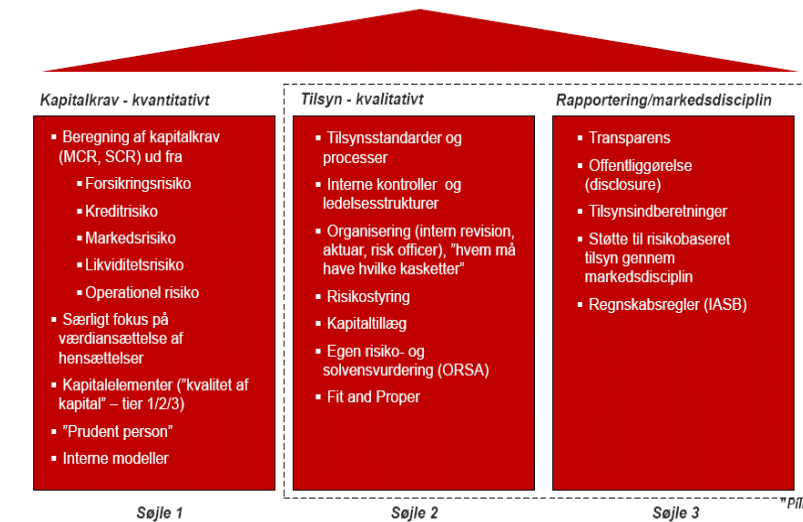 Kapitalkrav - kvantitativt
Beregning af kapitalkrav
(MCR, SCR) ud fra
Forsikringsrisiko
Kreditrisiko
Markedsrisiko
Likviditetsrisiko
Operationel risiko
Særligt fokus på
værdiansættelse af
hensættelser
Kapitalelementer ("kvalitet af
kapital" – tier 1/2/3)
"Prudent person"
Interne modeller
Søjle 1
Tilsyn - kvalitativt
Tilsynsstandarder og
processer
Interne kontroller og
ledelsesstrukturer
Organisering (intern revision,
aktuar, risk officer), "hvem må
have hvilke kasketter"
Risikostyring
Kapitaltillæg
Egen risiko- og
solvensvurdering (ORSA)
Fit and Proper
Søjle 2
Rapportering/markedsdisciplin
Transparens
Offentliggørelse
(disclosure)
Tilsynsindberetninger
Støtte til risikobaseret
tilsyn gennem
markedsdisciplin
Regnskabsregler (IASB)
Søjle 3